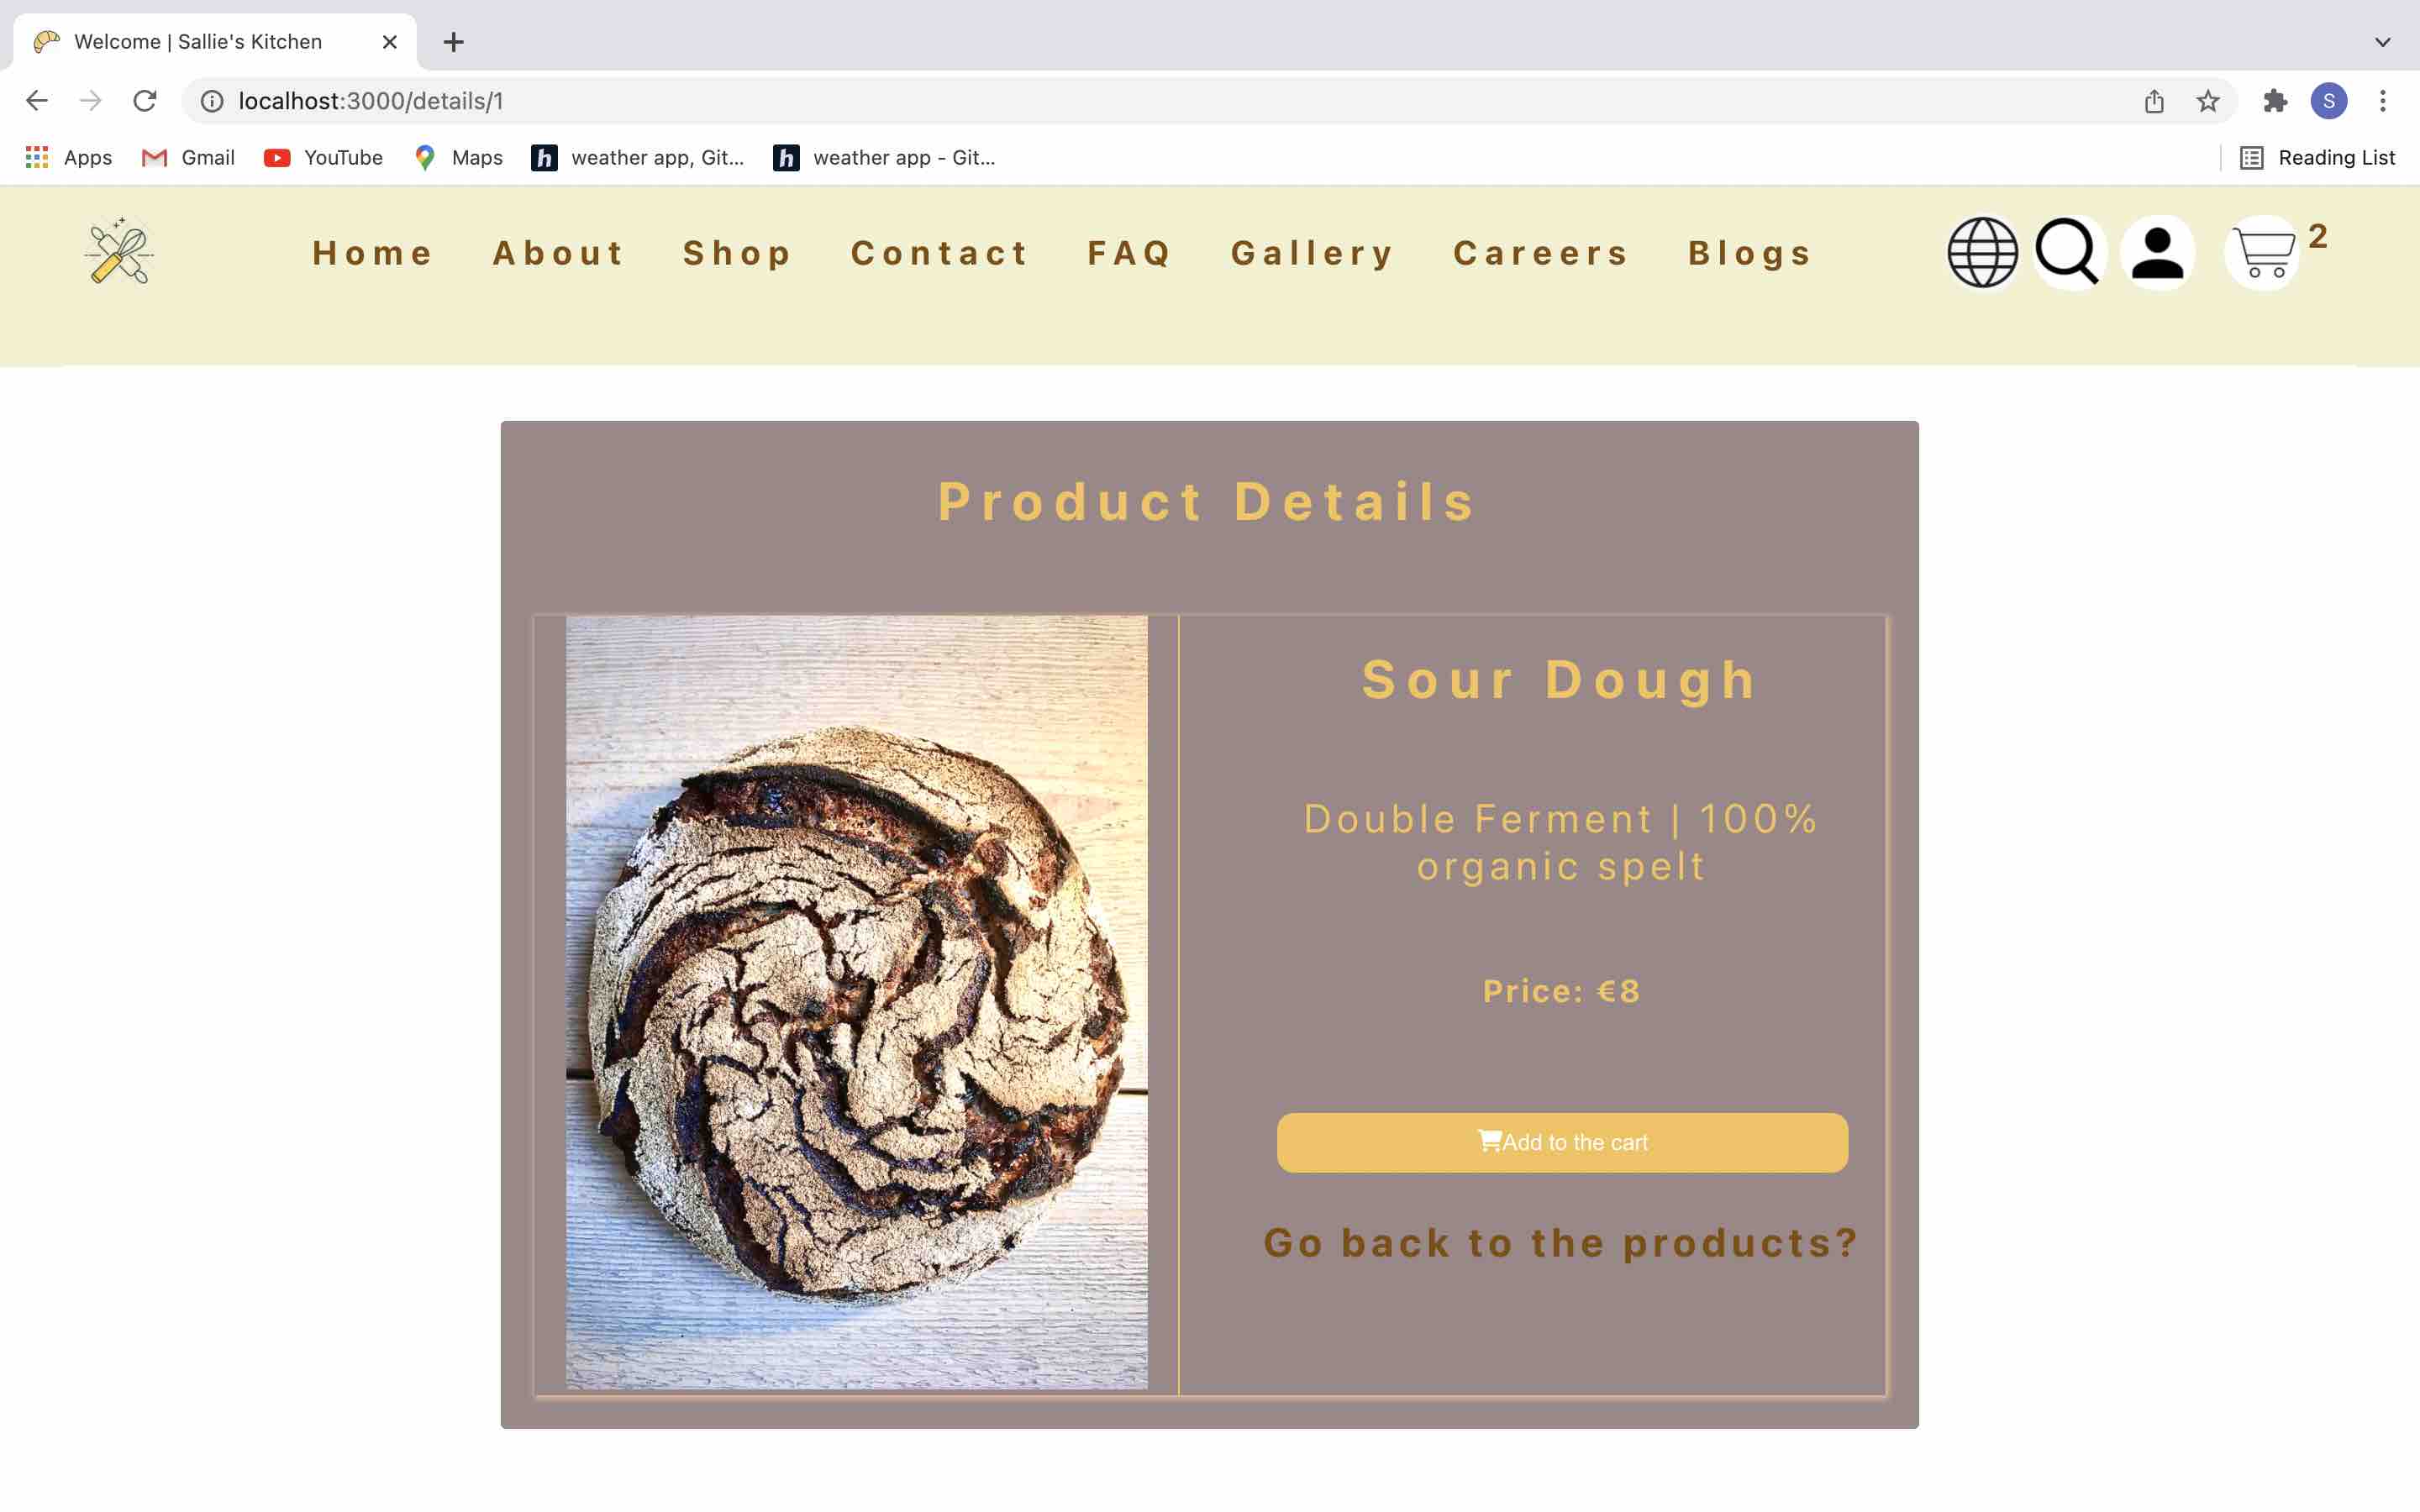 Welcome | Sallie's Kitchen
localhost:3000/details/1
S
Apps Gmail YouTube Maps h weather app, Git... h weather app - Git... Reading List
Home About Shop Contact FAQ Gallery Careers Blogs 2
Product Details
Sour Dough
Double Ferment | 100%
organic spelt
Price: €8
Add to the cart
Go back to the products?